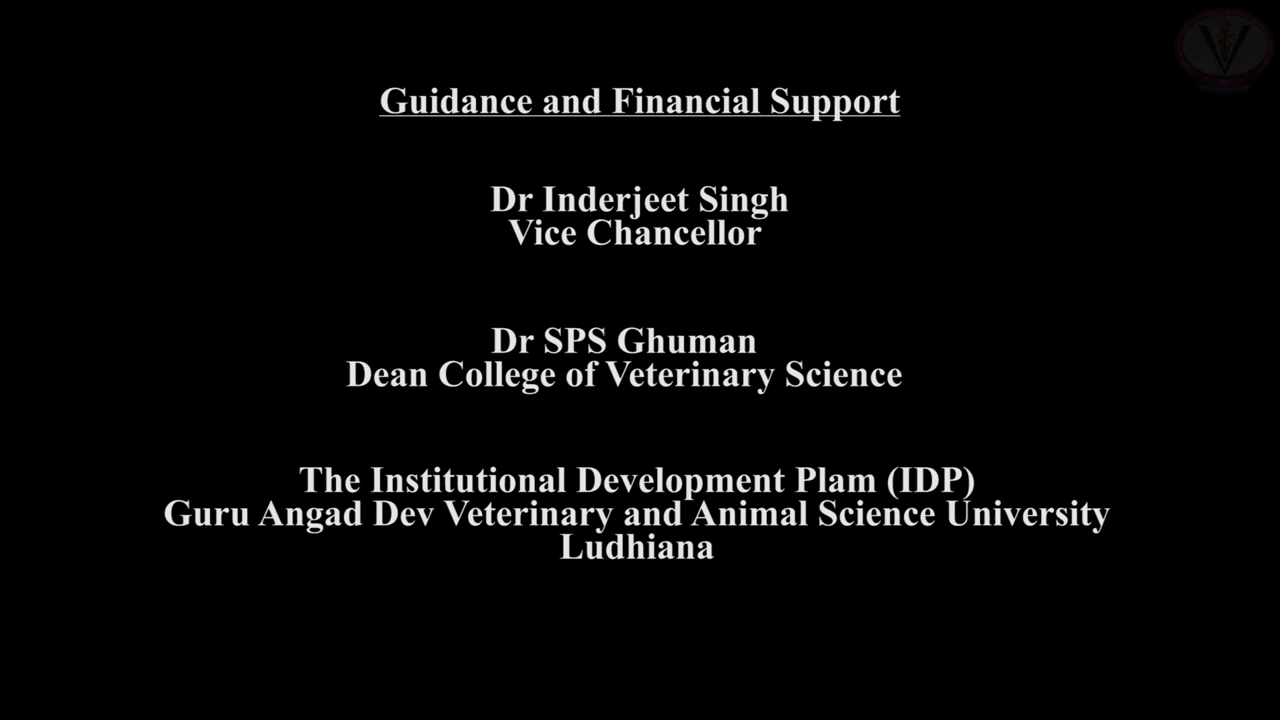 Guidance and Financial Support
Dr Inderjeet Singh
Vice Chancellor
Dr SPS Ghuman
Dean College of Veterinary Science
The Institutional Development Plam (IDP)
Guru Angad Dev Veterinary and Animal Science University
Ludhiana